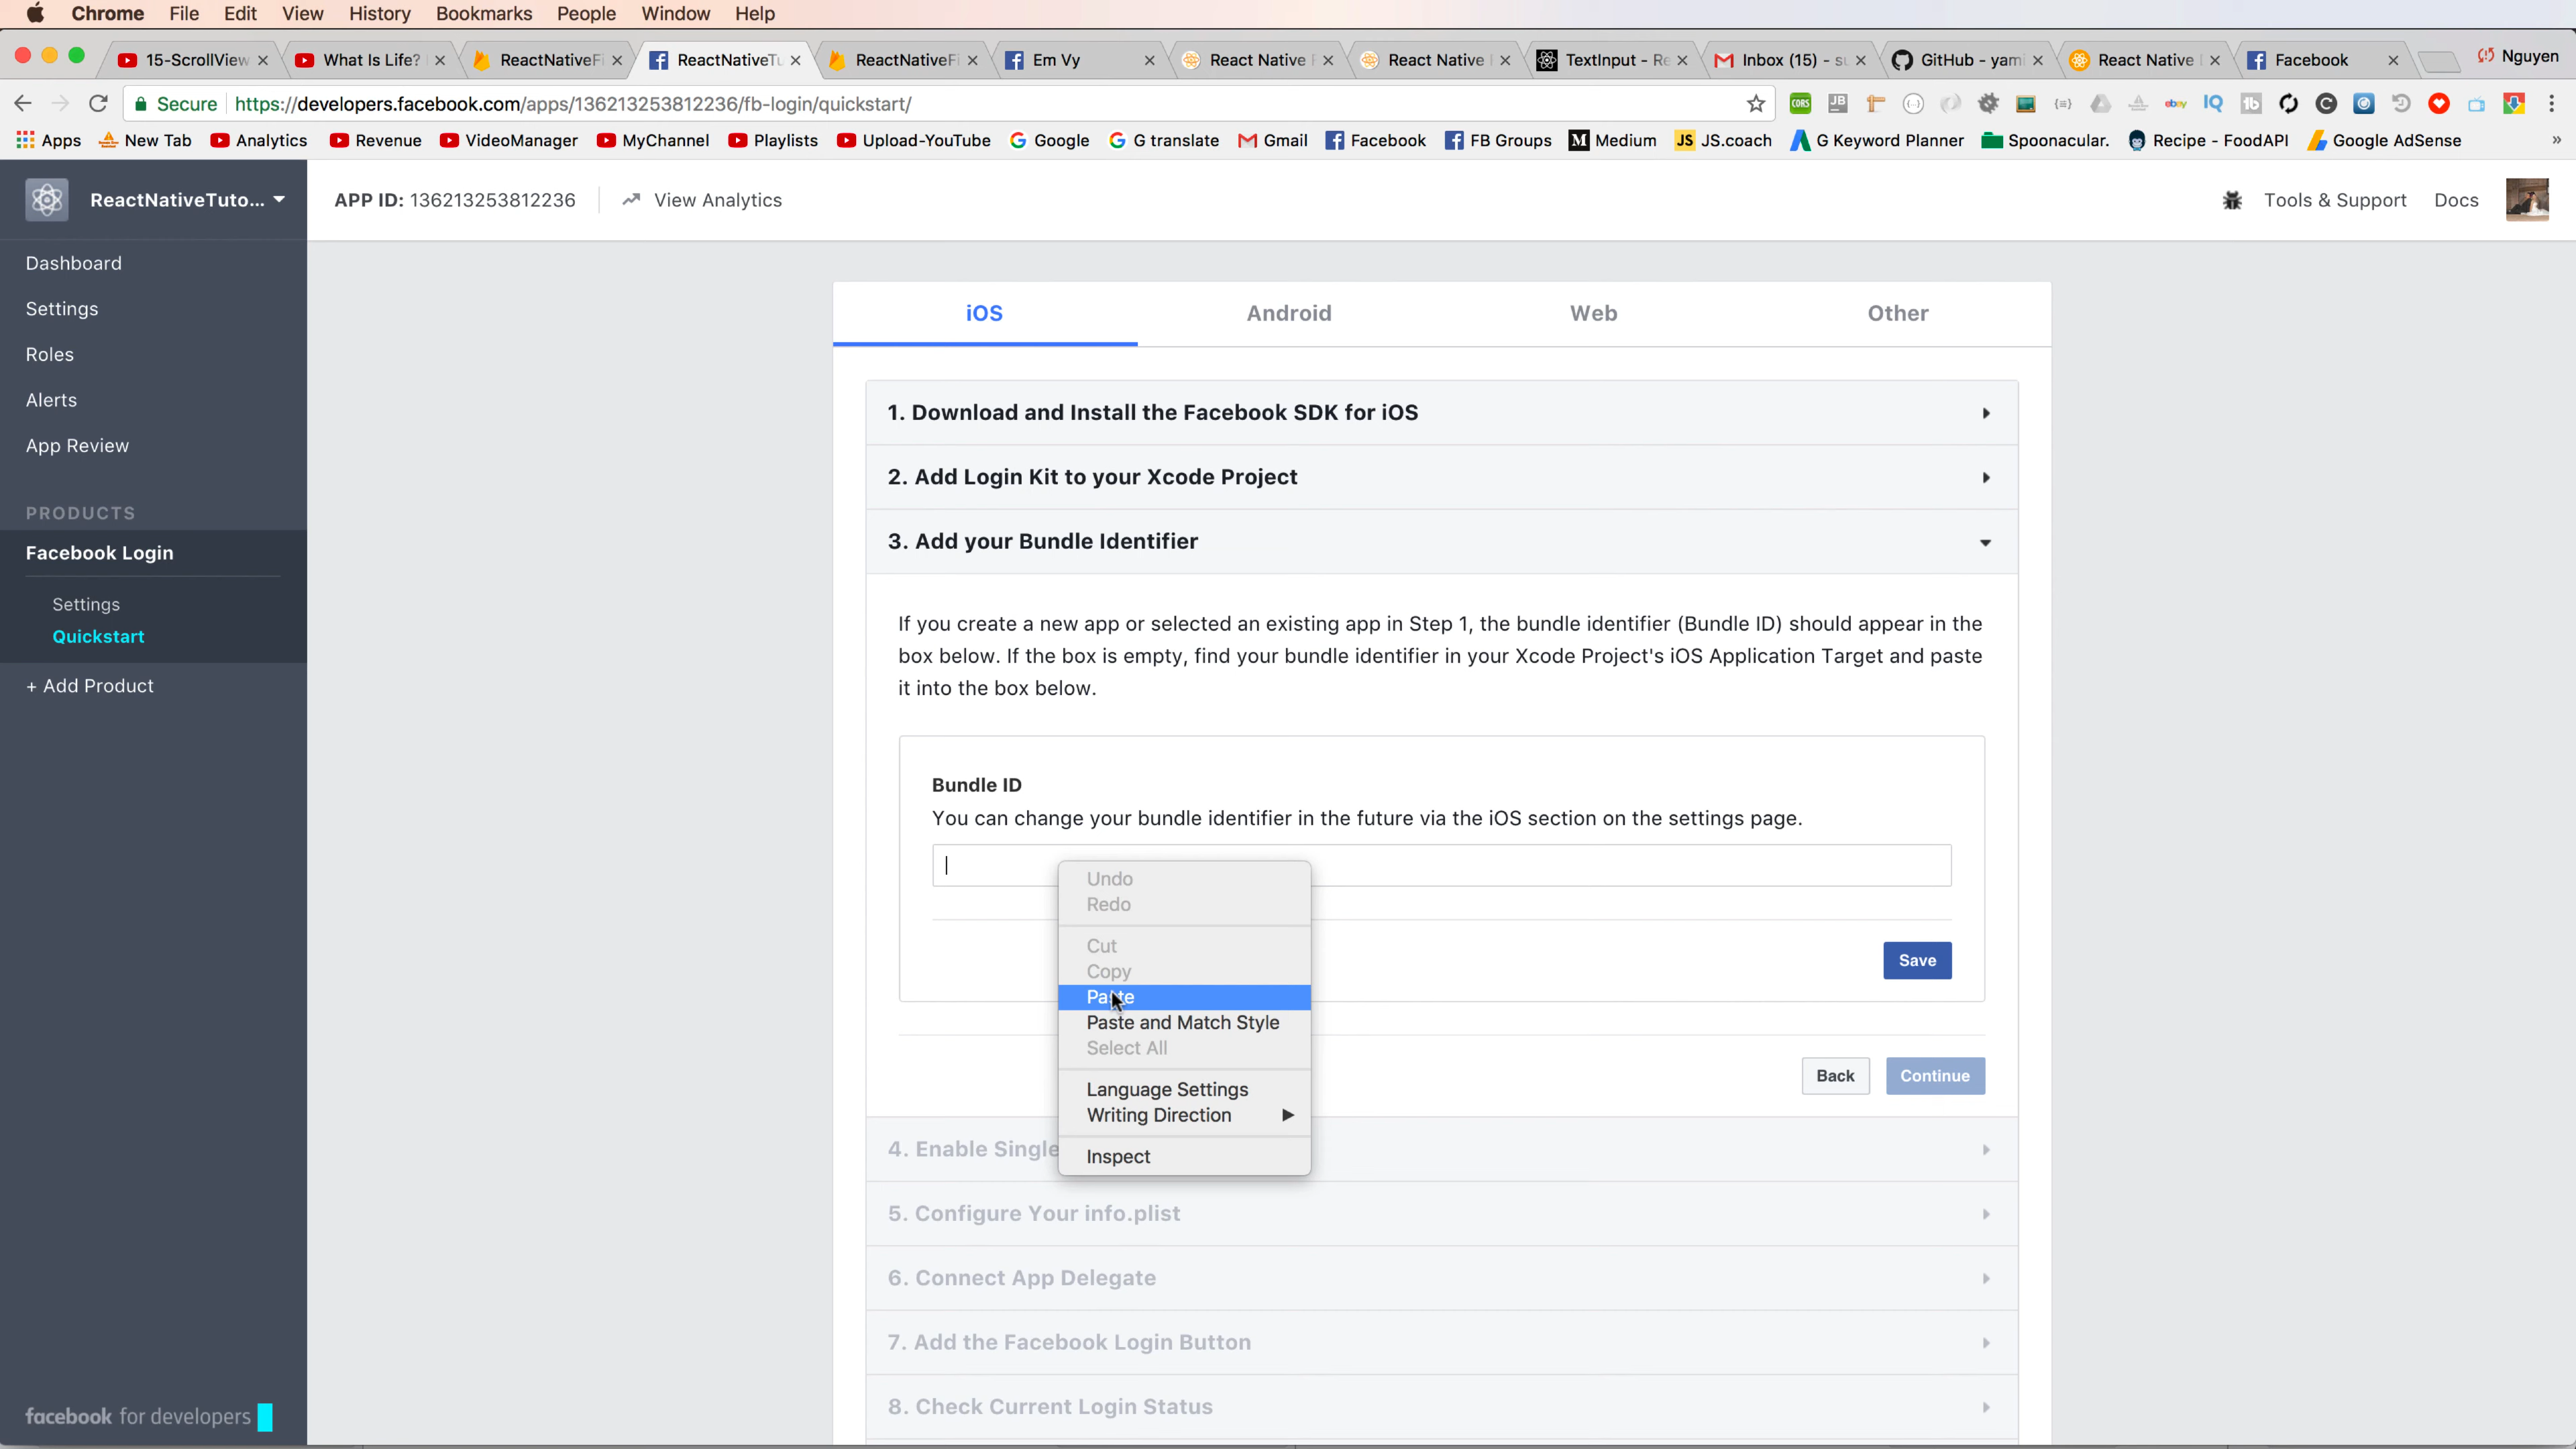 Chrome File Edit View History Bookmarks People Window Help
15-ScrollView
What Is Life?
ReactNativeFi
ReactNativeTu
ReactNativeFi
Em Vy
React Native
React Native
TextInput - Re
Inbox (15) - su
GitHub - yami
React Native
Facebook
Nguyen
Secure https://developers.facebook.com/apps/136213253812236/fb-login/quickstart/
Apps New Tab Analytics Revenue VideoManager MyChannel Playlists Upload-YouTube Google G translate Gmail Facebook FB Groups Medium JS.coach G Keyword Planner Spoonacular. Recipe - FoodAPI Google AdSense »
ReactNativeTuto...
APP ID: 136213253812236
View Analytics
Tools & Support
Docs
Dashboard
Settings
Roles
Alerts
App Review
PRODUCTS
Facebook Login
Settings
Quickstart
+ Add Product
facebook for developers
iOS Android Web Other
1. Download and Install the Facebook SDK for iOS
2. Add Login Kit to your Xcode Project
3. Add your Bundle Identifier
If you create a new app or selected an existing app in Step 1, the bundle identifier (Bundle ID) should appear in the
box below. If the box is empty, find your bundle identifier in your Xcode Project's iOS Application Target and paste
it into the box below.
Bundle ID
You can change your bundle identifier in the future via the iOS section on the settings page.
Undo
Redo
Cut
Copy
Paste
Paste and Match Style
Select All
Language Settings
Writing Direction
Inspect
Save
Back
Continue
4. Enable Single
5. Configure Your info.plist
6. Connect App Delegate
7. Add the Facebook Login Button
8. Check Current Login Status